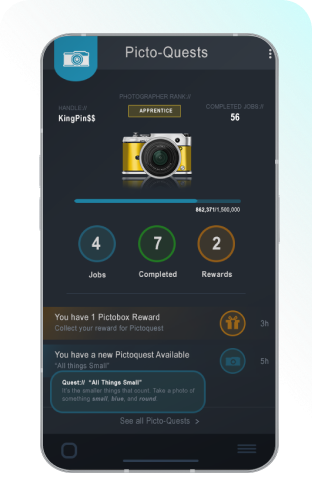 Picto-Quests
PHOTOGRAPHER RANK//
HANDLE//
KingPin$$
APPRENTICE
COMPLETED JOBS//
56
662,371/1,500,000
4
7
2
Jobs
Completed
Rewards
You have 1 Pictobox Reward
Collect your reward for Pictoquest
3h
You have a new Pictoquest Available
"All things Small"
5h
Quest:// "All Things Small"
It's the smaller things that count. Take a photo of
something small, blue, and round
See all Picto-Quests >